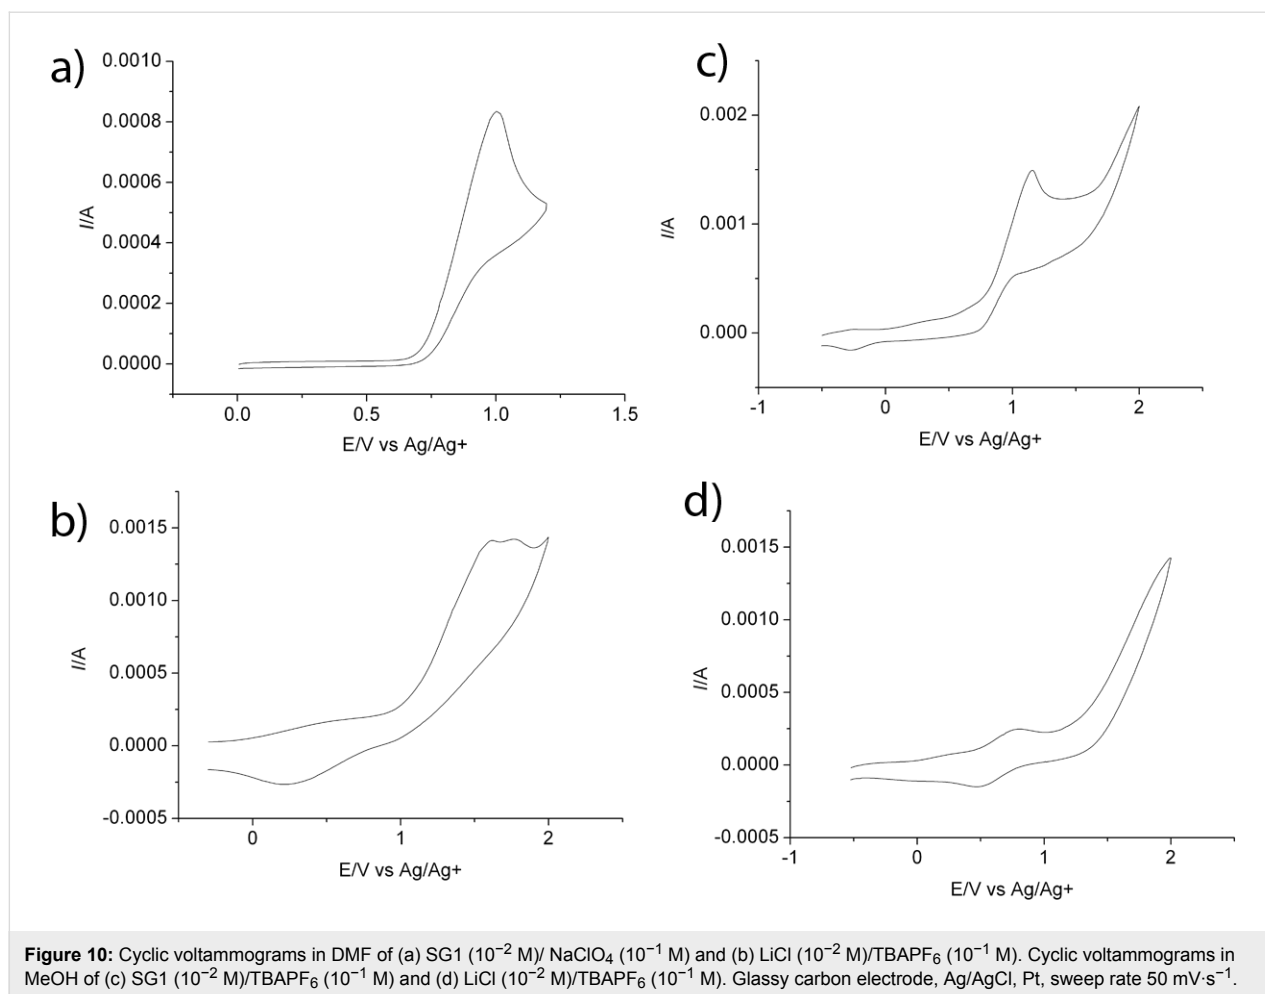 a)
0.0010
0.0008
0.0006
0.0004
0.0002
0.0000
I/A
0.0
0.5
1.0
1.5
E/V vs Ag/Ag+
c)
0.002
0.001
0.000
I/A
-1
0
1
2
E/V vs Ag/Ag+
b)
0.0015
0.0010
0.0005
0.0000
-0.0005
I/A
0
1
2
E/V vs Ag/Ag+
d)
0.0015
0.0010
0.0005
0.0000
-0.0005
I/A
-1
0
1
2
E/V vs Ag/Ag+
Figure 10: Cyclic voltammograms in DMF of (a) SG1 (10⁻² M)/ NaClO₄ (10⁻¹ M) and (b) LiCl (10⁻² M)/TBAPF₆ (10⁻¹ M). Cyclic voltammograms in
MeOH of (c) SG1 (10⁻² M)/TBAPF₆ (10⁻¹ M) and (d) LiCl (10⁻² M)/TBAPF₆ (10⁻¹ M). Glassy carbon electrode, Ag/AgCl, Pt, sweep rate 50 mV·s⁻¹.